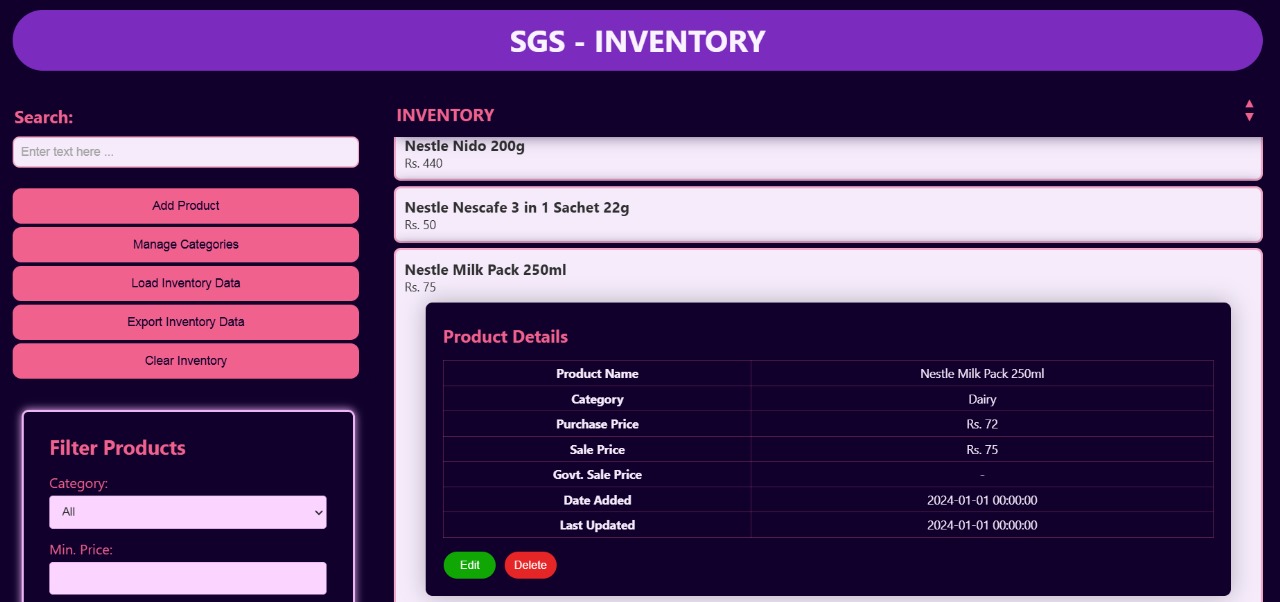 SGS - INVENTORY
Search:
Enter text here ...
Add Product
Manage Categories
Load Inventory Data
Export Inventory Data
Clear Inventory
Filter Products
Category:
All
Min. Price:
INVENTORY
Nestle Nido 200g
Rs. 440
Nestle Nescafe 3 in 1 Sachet 22g
Rs. 50
Nestle Milk Pack 250ml
Rs. 75
Product Details
Product Name Nestle Milk Pack 250ml
Category Dairy
Purchase Price Rs. 72
Sale Price Rs. 75
Govt. Sale Price -
Date Added 2024-01-01 00:00:00
Last Updated 2024-01-01 00:00:00
Edit Delete